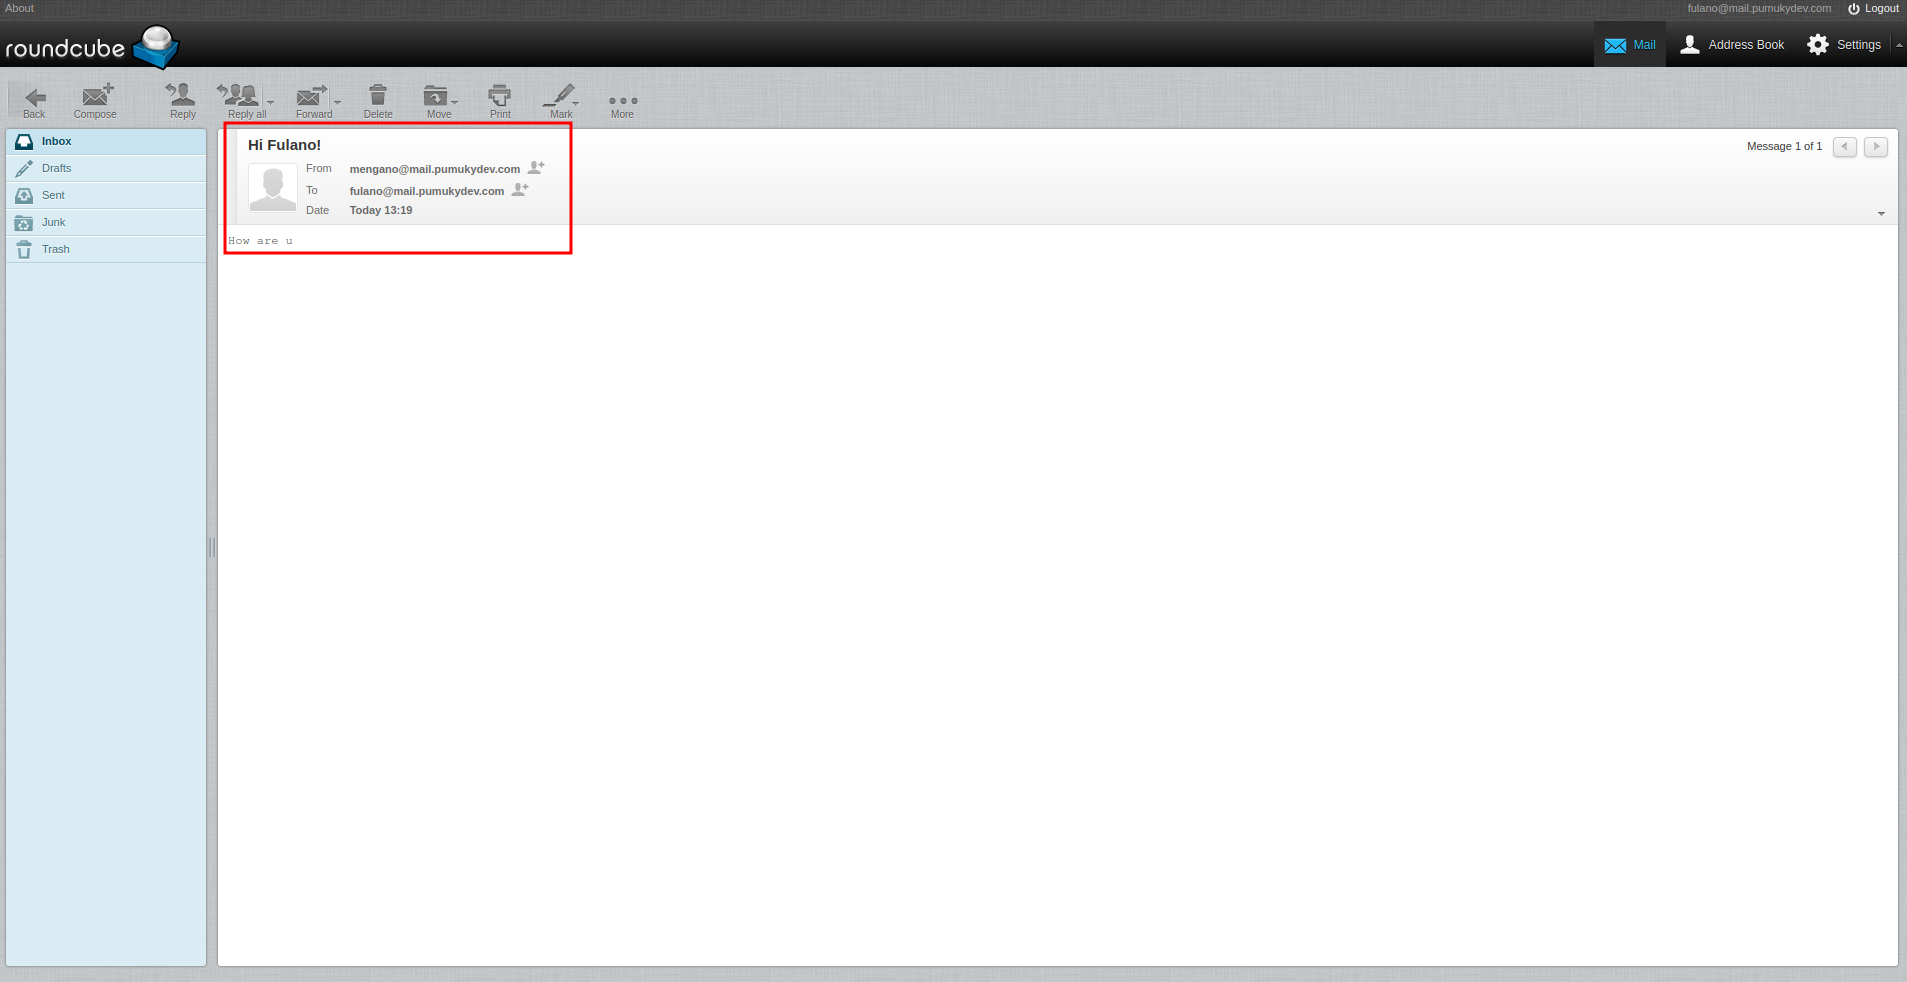 About
fulano@mail.pumukydev.com Logout
roundcube
Mail Address Book Settings
Back Compose Reply Reply all Forward Delete Move Print Mark More
Inbox
Drafts
Sent
Junk
Trash
Hi Fulano!
Message 1 of 1
From mengano@mail.pumukydev.com
To fulano@mail.pumukydev.com
Date Today 13:19
How are u